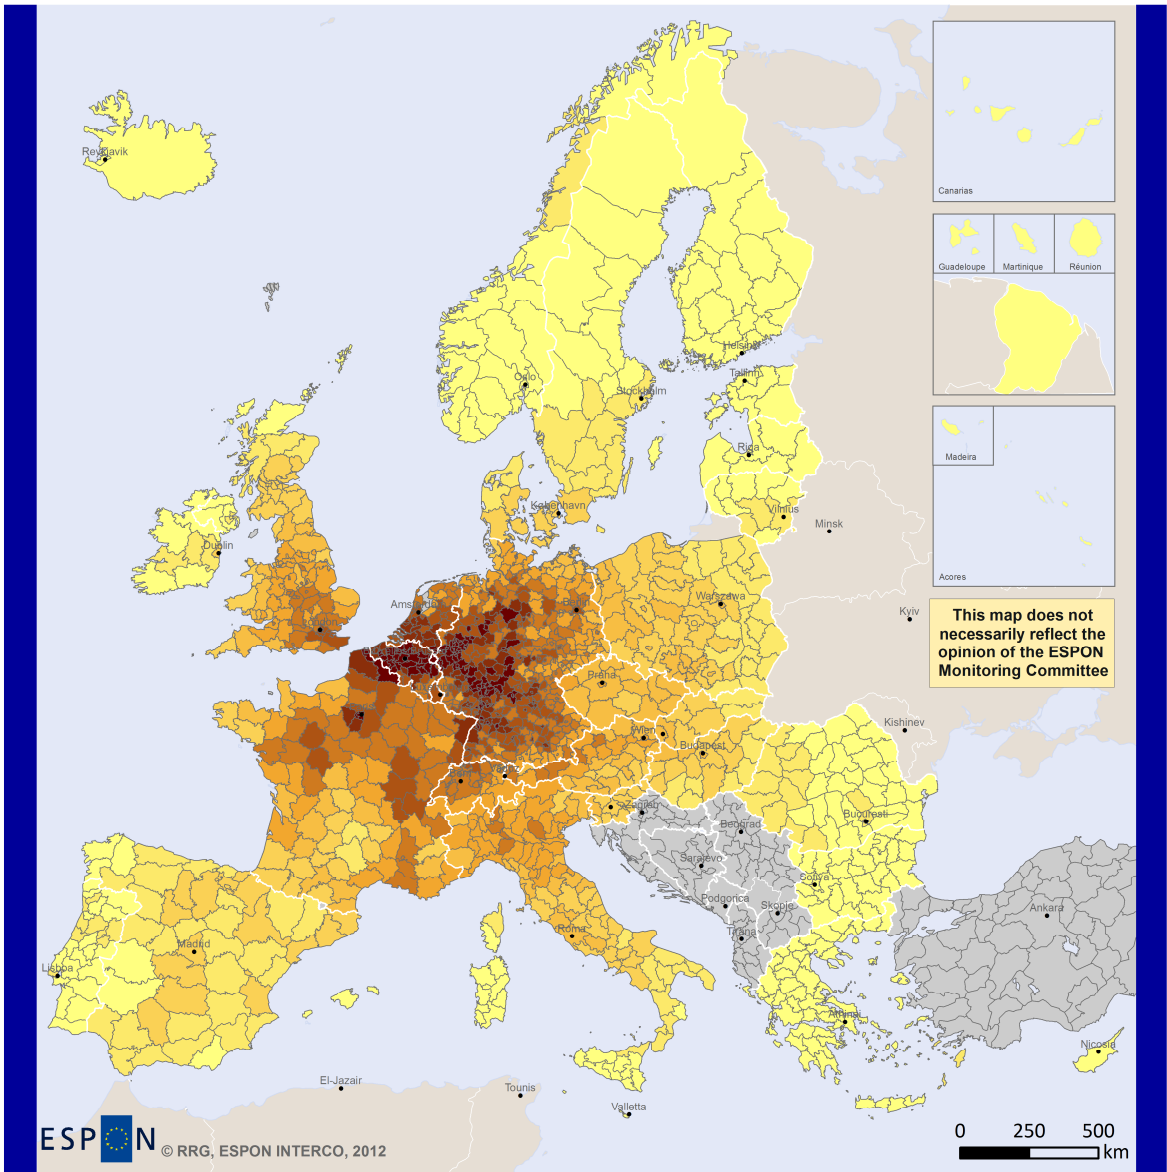 Reykjavik
Canarias
Guadeloupe
Martinique
Réunion
Helsinki
Tallinn
Oslo
Stockholm
Riga
Madeira
København
Vilnius
Minsk
Acores
Dublin
Amsterdam
Berlin
Warszawa
London
Kyiv
This map does not
necessarily reflect the
opinion of the ESPON
Monitoring Committee
Praha
Kishinev
Wien
Budapest
Bern
Vaduz
Zagreb
Beograd
Bucuresti
Sarajevo
Sofiya
Podgorica
Skopje
Ankara
Roma
Tirana
Madrid
Lisboa
Athinai
Nicosia
El-Jazair
Tounis
Valletta
ESPON
© RRG, ESPON INTERCO, 2012
0 250 500
km